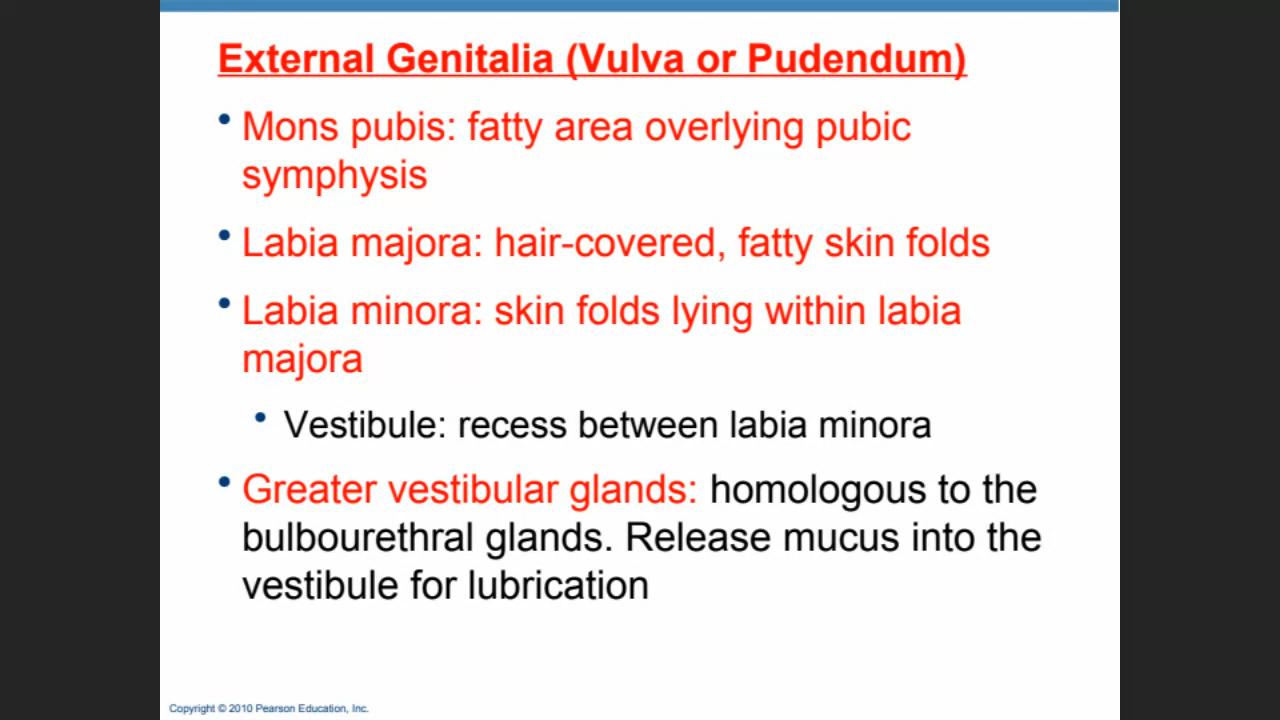 External Genitalia (Vulva or Pudendum)
• Mons pubis: fatty area overlying pubic
symphysis
• Labia majora: hair-covered, fatty skin folds
• Labia minora: skin folds lying within labia
majora
• Vestibule: recess between labia minora
• Greater vestibular glands: homologous to the
bulbourethral glands. Release mucus into the
vestibule for lubrication
Copyright © 2010 Pearson Education, Inc.